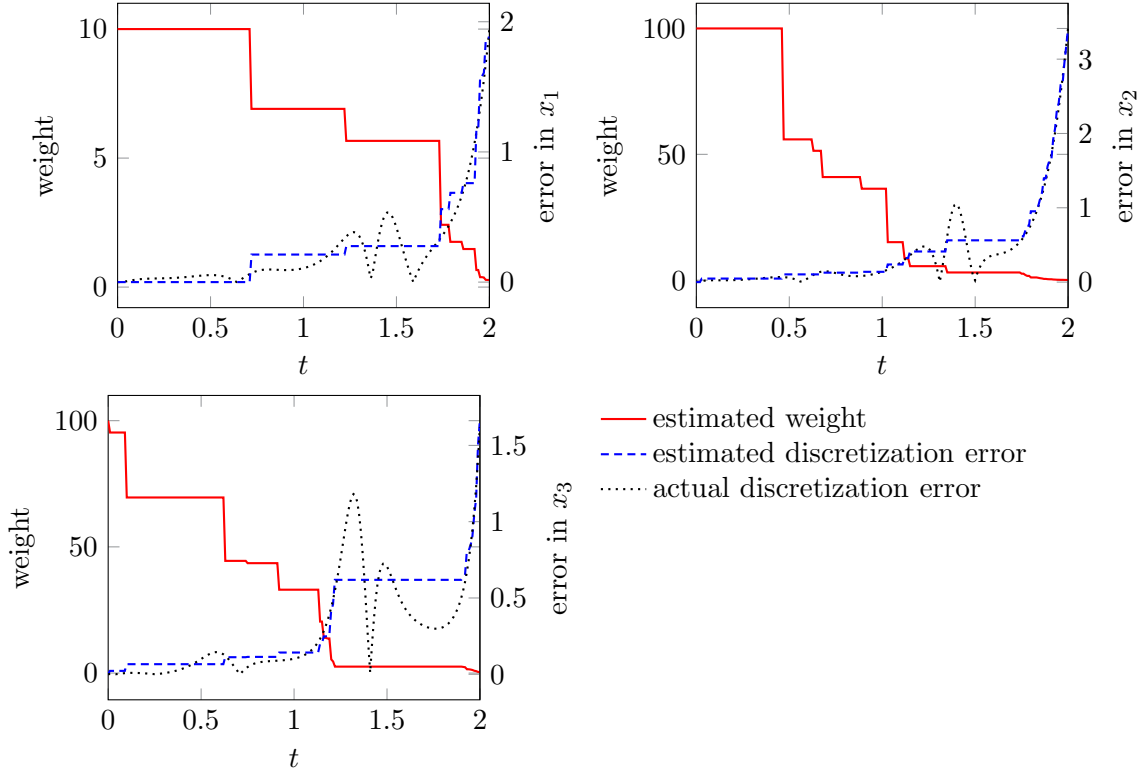 10
5
0
weight
2
1
0
error in x₁
0 0.5 1 1.5 2
t
100
50
0
weight
3
2
1
0
error in x₂
0 0.5 1 1.5 2
t
100
50
0
weight
1.5
1
0.5
0
error in x₃
0 0.5 1 1.5 2
t
estimated weight
estimated discretization error
actual discretization error